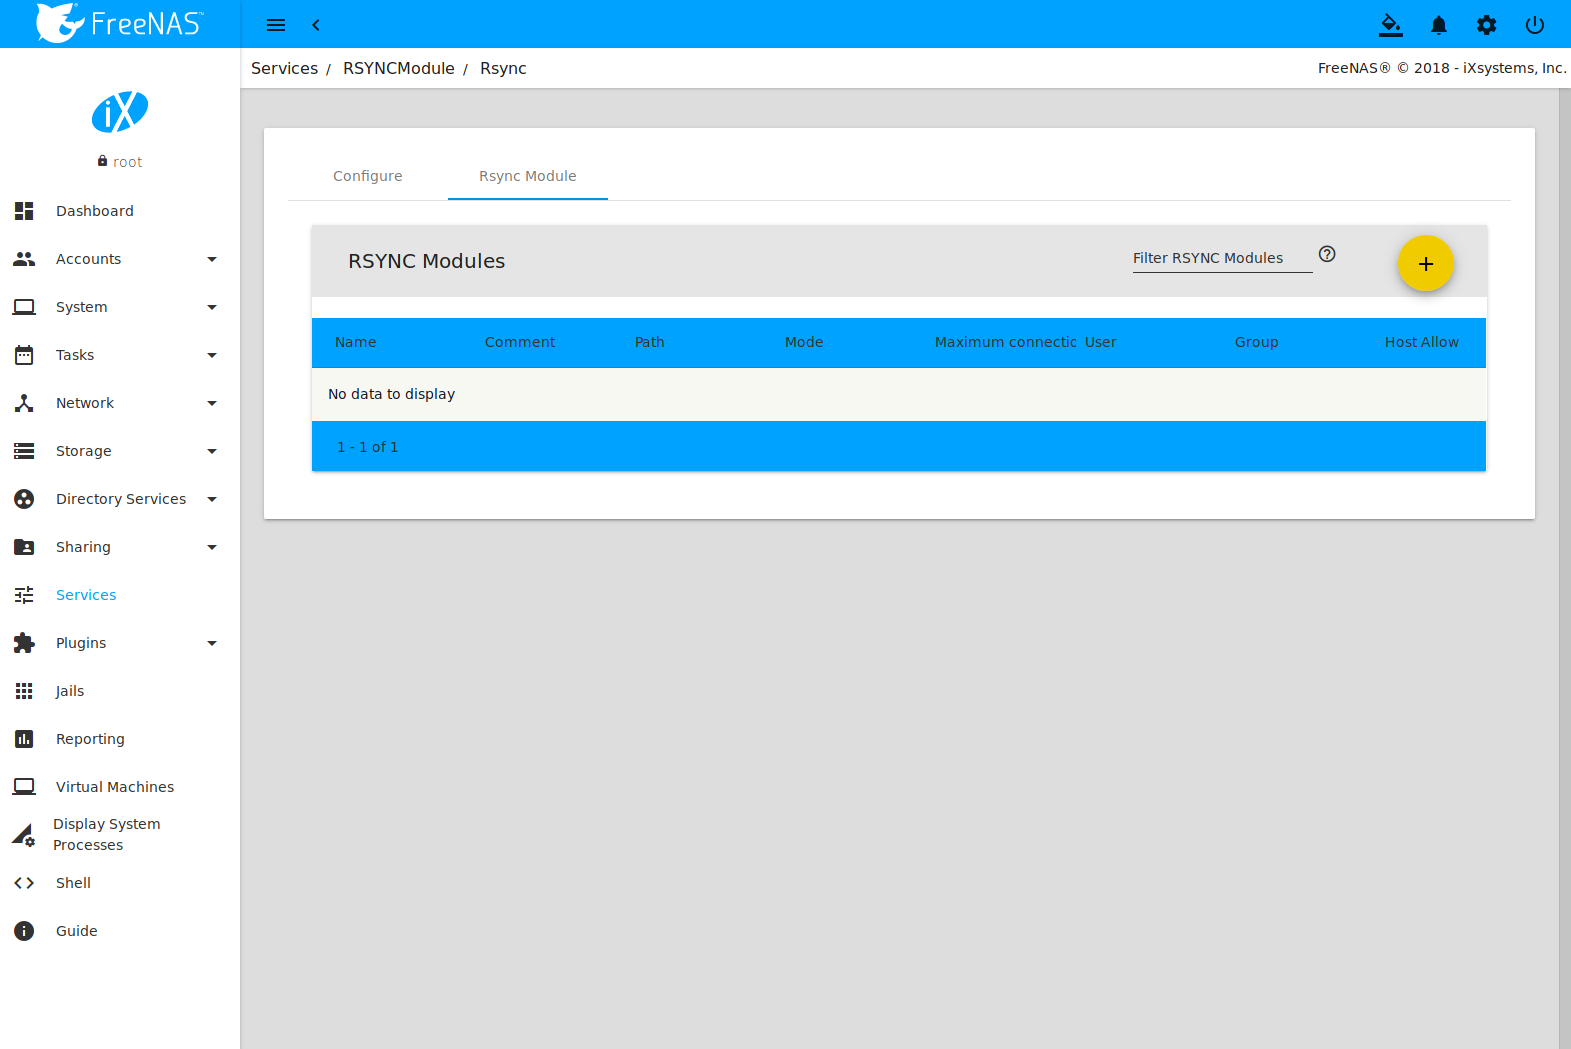 FreeNAS™
Services / RSYNCModule / Rsync
FreeNAS® © 2018 - iXsystems, Inc.
iX
root
Dashboard
Accounts
System
Tasks
Network
Storage
Directory Services
Sharing
Services
Plugins
Jails
Reporting
Virtual Machines
Display System
Processes
Shell
Guide
Configure
Rsync Module
RSYNC Modules
Filter RSYNC Modules
Name Comment Path Mode Maximum connectic User Group Host Allow
No data to display
1 - 1 of 1